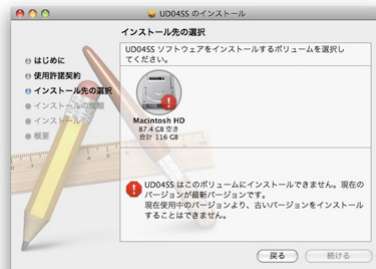 UD04SS のインストール
インストール先の選択
UD04SS ソフトウェアをインストールするボリュームを選択し
てください。
はじめに
使用許諾契約
インストール先の選択
インストールの種類
インストール
概要
Macintosh HD
87.4 GB 空き
合計 116 GB
UD04SS はこのボリュームにインストールできません。現在の
バージョンが最新バージョンです。
現在使用中のバージョンより、古いバージョンをインストール
することはできません。
戻る
続ける